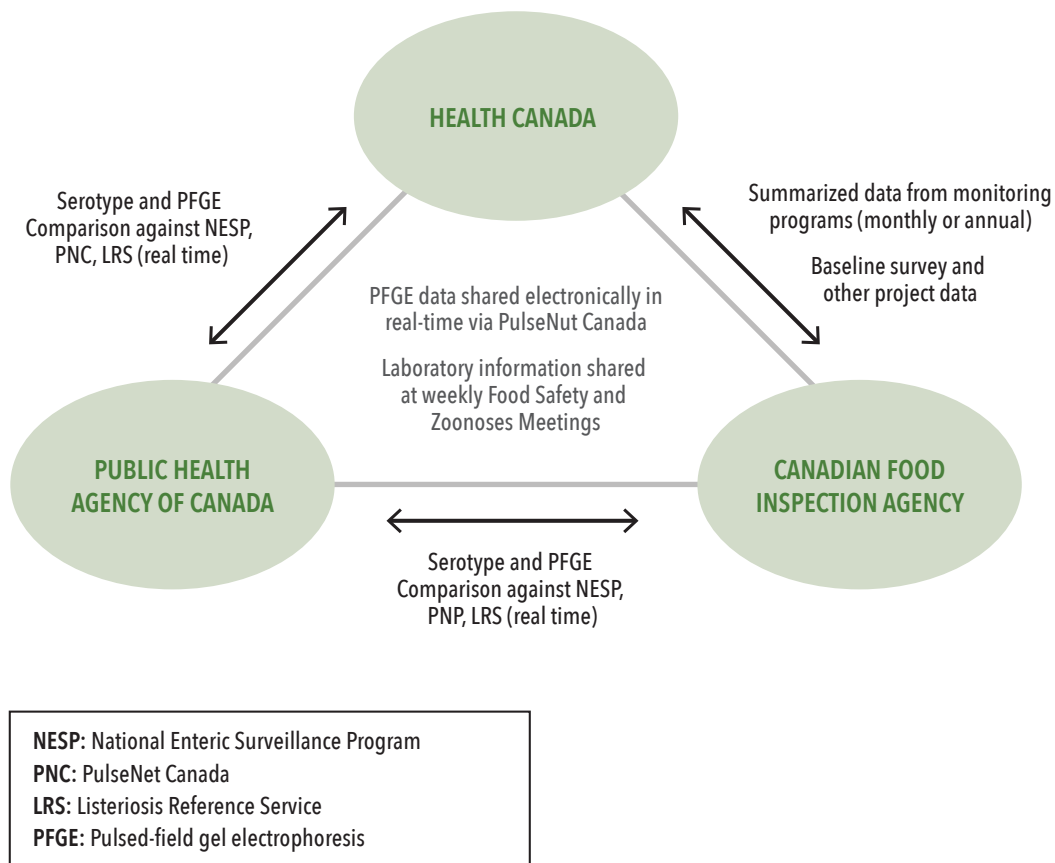 HEALTH CANADA
Serotype and PFGE
Comparison against NESP,
PNC, LRS (real time)
Summarized data from monitoring
programs (monthly or annual)
Baseline survey and
other project data
PFGE data shared electronically in
real-time via PulseNut Canada
Laboratory information shared
at weekly Food Safety and
Zoonoses Meetings
PUBLIC HEALTH
AGENCY OF CANADA
CANADIAN FOOD
INSPECTION AGENCY
Serotype and PFGE
Comparison against NESP,
PNP, LRS (real time)
NESP: National Enteric Surveillance Program
PNC: PulseNet Canada
LRS: Listeriosis Reference Service
PFGE: Pulsed-field gel electrophoresis